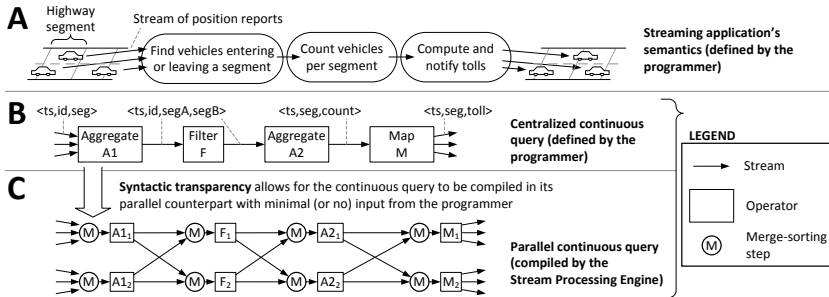 Highway
segment
Stream of position reports
A
Find vehicles entering
or leaving a segment
Count vehicles
per segment
Compute and
notify tolls
Streaming application's
semantics (defined by the
programmer)
B
<ts,id,seg>
<ts,id,segA,segB>
<ts,seg,count>
<ts,seg,toll>
Aggregate
A1
Filter
F
Aggregate
A2
Map
M
Centralized continuous
query (defined by the
programmer)
C
Syntactic transparency allows for the continuous query to be compiled in its
parallel counterpart with minimal (or no) input from the programmer
M A1₁ M F₁ M A2₁ M M₁
M A1₂ M F₂ M A2₂ M M₂
Parallel continuous query
(compiled by the
Stream Processing Engine)
LEGEND
Stream
Operator
M
Merge-sorting
step